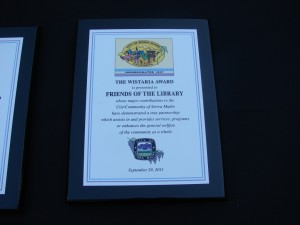 THE WISTARIA AWARD
is presented to
FRIENDS OF THE LIBRARY
whose major contributions to the
City/Community of Sierra Madre
have demonstrated a true partnership
which assists in and provides services, programs
or enhances the general welfare
of the community as a whole.
September 29, 2011